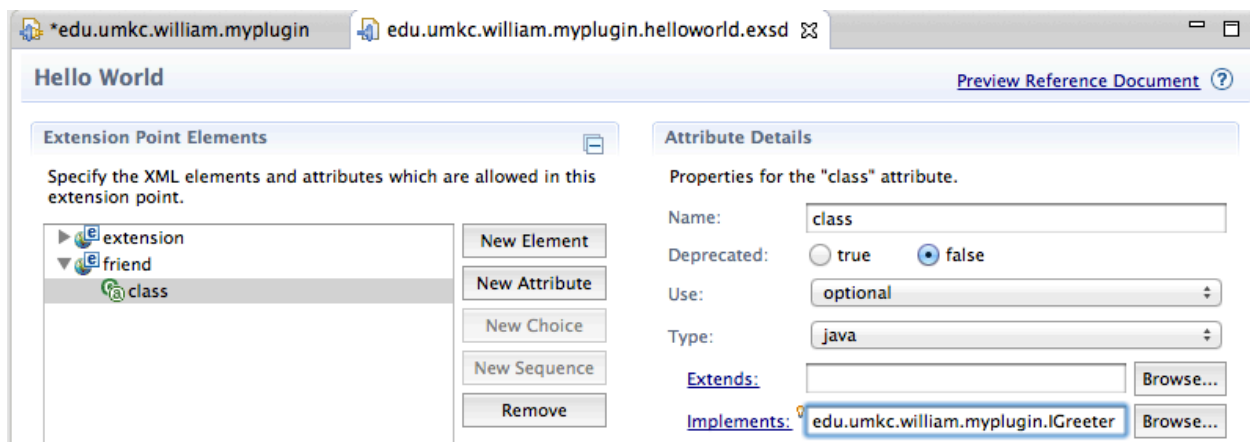 *edu.umkc.william.myplugin
edu.umkc.william.myplugin.helloworld.exsd
Hello World
Preview Reference Document
Extension Point Elements
Specify the XML elements and attributes which are allowed in this
extension point.
extension
friend
class
New Element
New Attribute
New Choice
New Sequence
Remove
Attribute Details
Properties for the "class" attribute.
Name: class
Deprecated: true false
Use: optional
Type: java
Extends: Browse...
Implements: edu.umkc.william.myplugin.IGreeter Browse...